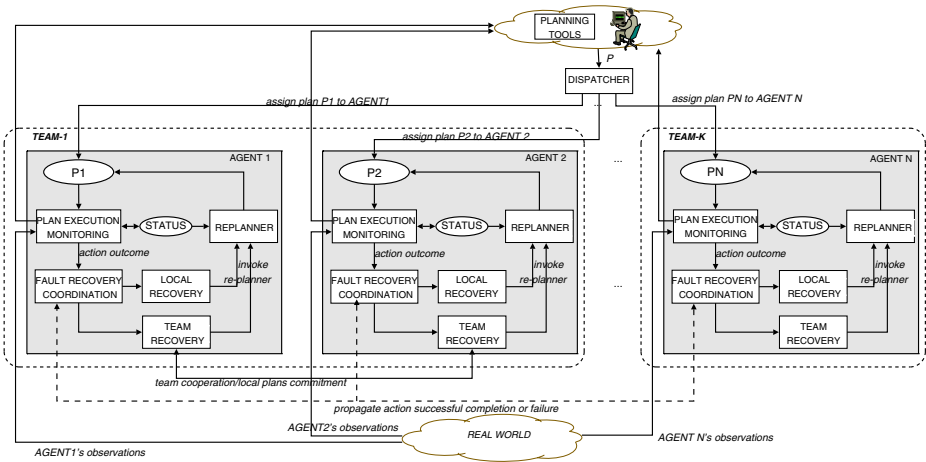 PLANNING
TOOLS
P
DISPATCHER
assign plan P1 to AGENT1
...
assign plan PN to AGENT N
TEAM-1
assign plan P2 to AGENT 2
TEAM-K
AGENT 1
P1
PLAN EXECUTION
MONITORING
STATUS
REPLANNER
action outcome
invoke
re-planner
FAULT RECOVERY
COORDINATION
LOCAL
RECOVERY
TEAM
RECOVERY
AGENT 2
P2
PLAN EXECUTION
MONITORING
STATUS
REPLANNER
action outcome
invoke
re-planner
FAULT RECOVERY
COORDINATION
LOCAL
RECOVERY
TEAM
RECOVERY
...
...
...
AGENT N
PN
PLAN EXECUTION
MONITORING
STATUS
REPLANNER
action outcome
invoke
re-planner
FAULT RECOVERY
COORDINATION
LOCAL
RECOVERY
TEAM
RECOVERY
team cooperation/local plans commitment
propagate action successful completion or failure
AGENT2's observations
REAL WORLD
AGENT N's observations
AGENT1's observations